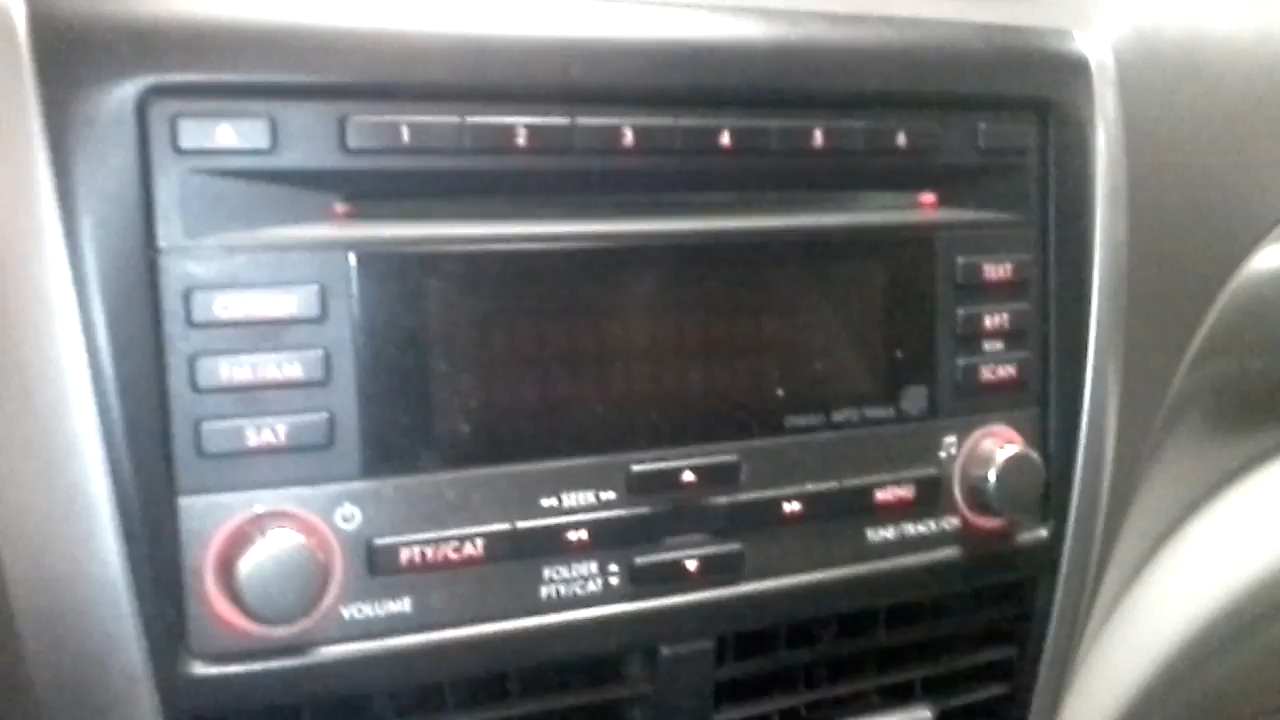 1 2 3 4 5 6
TEXT
FM/AM
RPT
SCAN
SAT
SEEK
MENU
PTY/CAT
TUNE/TRACK/CH
FOLDER
PTY/CAT
VOLUME